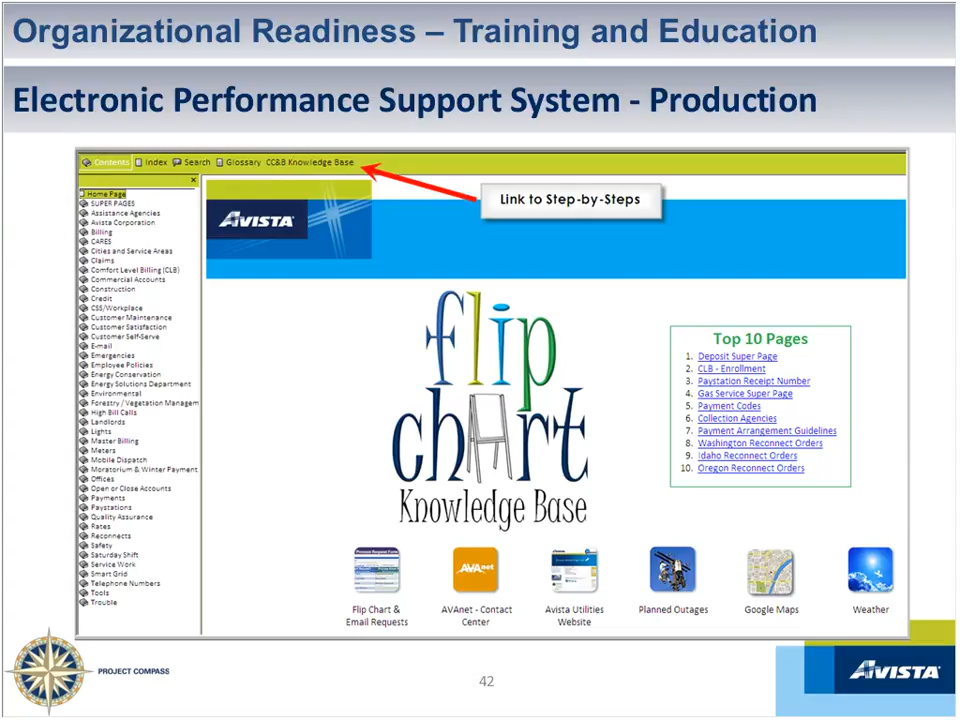 Organizational Readiness – Training and Education
Electronic Performance Support System - Production
Contents Index Search Glossary CC&B Knowledge Base
Link to Step-by-Steps
Home Page
SUPER PAGES
Assistance Agencies
Avista Corporation
Billing
CARES
Cities and Service Areas
Claims
Comfort Level Billing (CLB)
Commercial Accounts
Construction
Credit
CSS/Workplace
Customer Maintenance
Customer Satisfaction
Customer Self-Serve
E-mail
Emergencies
Employee Policies
Energy Conservation
Energy Solutions Department
Environmental
Forestry / Vegetation Managem
High Bill Calls
Landlords
Lights
Master Billing
Meters
Mobile Dispatch
Moratorium & Winter Payment
Offices
Open or Close Accounts
Payments
Paystations
Quality Assurance
Rates
Reconnects
Safety
Saturday Shift
Service Work
Smart Grid
Telephone Numbers
Tools
Trouble
AVISTA
flip
chart
Knowledge Base
Top 10 Pages
1. Deposit Super Page
2. CLB - Enrollment
3. Paystation Receipt Number
4. Gas Service Super Page
5. Payment Codes
6. Collection Agencies
7. Payment Arrangement Guidelines
8. Washington Reconnect Orders
9. Idaho Reconnect Orders
10. Oregon Reconnect Orders
AVAnet
Flip Chart &
Email Requests
AVAnet - Contact
Center
Avista Utilities
Website
Planned Outages
Google Maps
Weather
PROJECT COMPASS
42
AVISTA